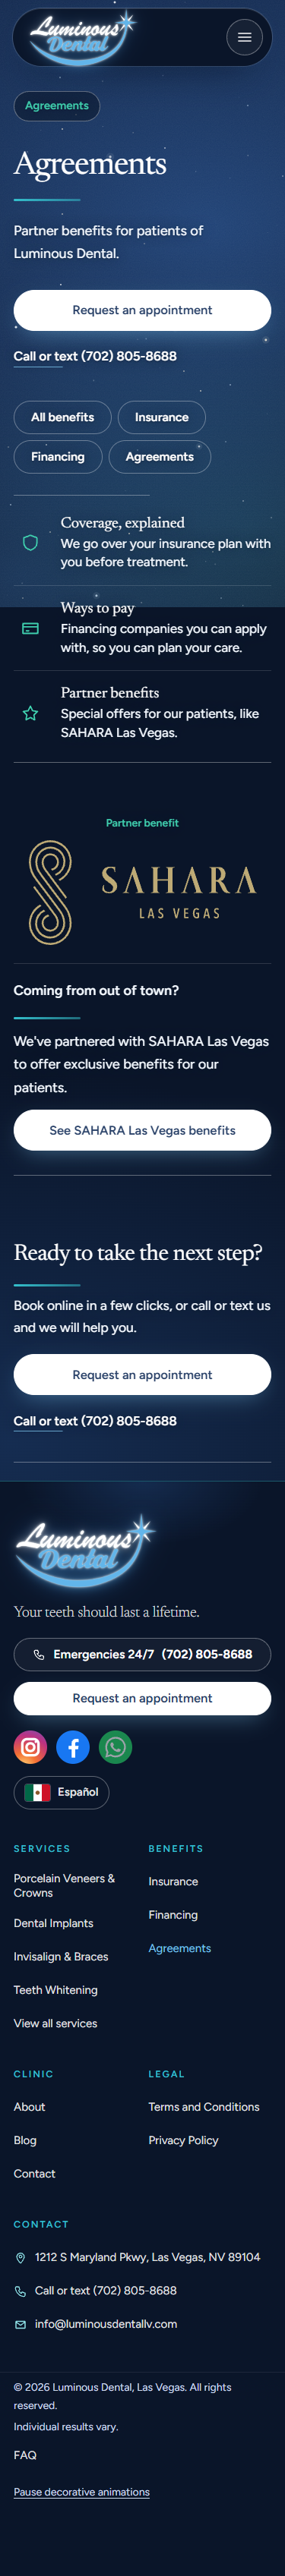 Luminous
Dental
Agreements
Agreements
Partner benefits for patients of
Luminous Dental.
Request an appointment
Call or text (702) 805-8688
All benefits
Insurance
Financing
Agreements
Coverage, explained
We go over your insurance plan with
you before treatment.
Ways to pay
Financing companies you can apply
with, so you can plan your care.
Partner benefits
Special offers for our patients, like
SAHARA Las Vegas.
Partner benefit
SAHARA
LAS VEGAS
Coming from out of town?
We've partnered with SAHARA Las Vegas
to offer exclusive benefits for our
patients.
See SAHARA Las Vegas benefits
Ready to take the next step?
Book online in a few clicks, or call or text us
and we will help you.
Request an appointment
Call or text (702) 805-8688
Luminous
Dental
Your teeth should last a lifetime.
Emergencies 24/7 (702) 805-8688
Request an appointment
Español
SERVICES
Porcelain Veneers &
Crowns
Dental Implants
Invisalign & Braces
Teeth Whitening
View all services
BENEFITS
Insurance
Financing
Agreements
CLINIC
About
Blog
Contact
LEGAL
Terms and Conditions
Privacy Policy
CONTACT
1212 S Maryland Pkwy, Las Vegas, NV 89104
Call or text (702) 805-8688
info@luminousdentallv.com
© 2026 Luminous Dental, Las Vegas. All rights
reserved.
Individual results vary.
FAQ
Pause decorative animations